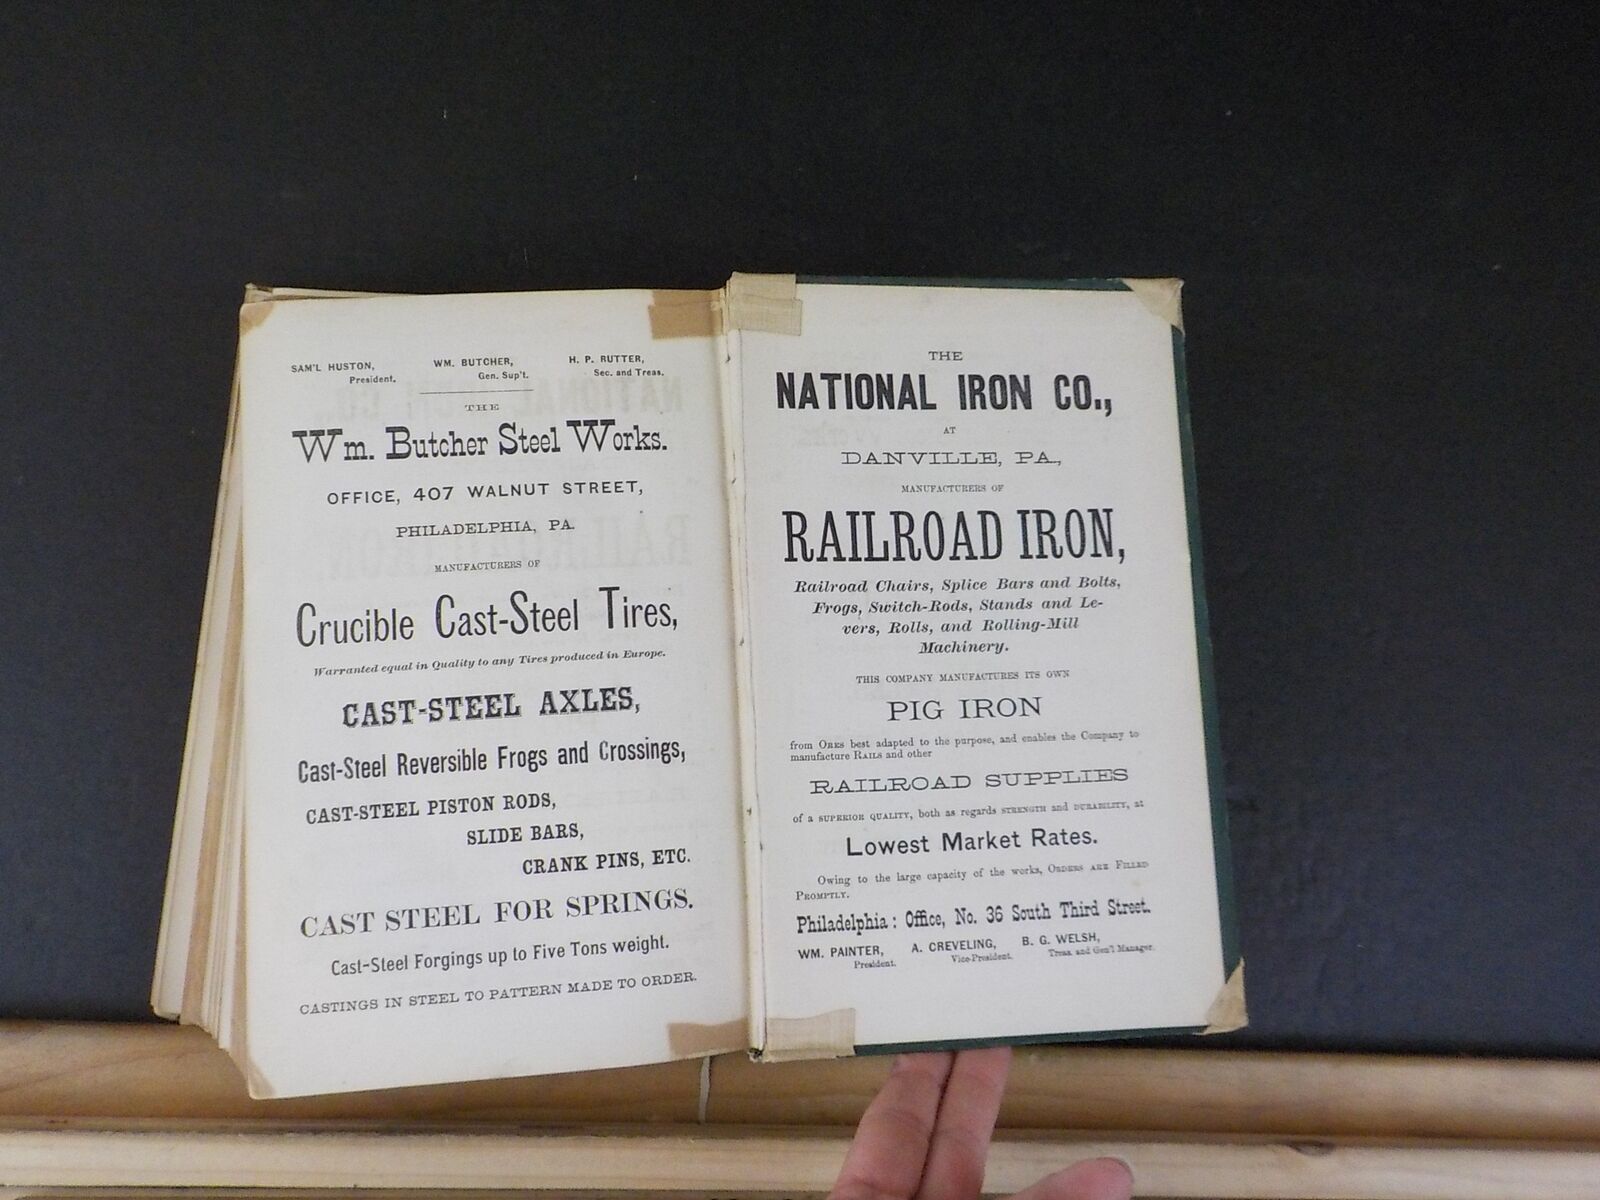 SAM'L HUSTON, WM. BUTCHER, H. P. RUTTER,
President. Gen. Sup't. Sec. and Treas.
THE
Wm. Butcher Steel Works.
OFFICE, 407 WALNUT STREET,
PHILADELPHIA, PA.
MANUFACTURERS OF
Crucible Cast-Steel Tires,
Warranted equal in Quality to any Tires produced in Europe.
CAST-STEEL AXLES,
Cast-Steel Reversible Frogs and Crossings,
CAST-STEEL PISTON RODS,
SLIDE BARS,
CRANK PINS, ETC.
CAST STEEL FOR SPRINGS.
Cast-Steel Forgings up to Five Tons weight.
CASTINGS IN STEEL TO PATTERN MADE TO ORDER.
THE
NATIONAL IRON CO.,
AT
DANVILLE, PA.,
MANUFACTURERS OF
RAILROAD IRON,
Railroad Chairs, Splice Bars and Bolts,
Frogs, Switch-Rods, Stands and Le-
vers, Rolls, and Rolling-Mill
Machinery.
THIS COMPANY MANUFACTURES ITS OWN
PIG IRON
from ORES best adapted to the purpose, and enables the Company to
manufacture RAILS and other
RAILROAD SUPPLIES
of a SUPERIOR QUALITY, both as regards STRENGTH and DURABILITY, at
Lowest Market Rates.
Owing to the large capacity of the works, ORDERS ARE FILLED
PROMPTLY.
Philadelphia: Office, No. 36 South Third Street.
WM. PAINTER, A. CREVELING, B. G. WELSH,
President. Vice-President. Treas. and Gen'l Manager.